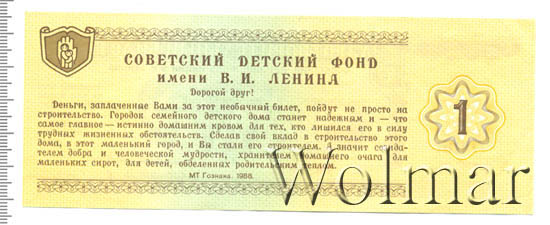 СОВЕТСКИЙ ДЕТСКИЙ ФОНД
ИМЕНИ В. И. ЛЕНИНА
Дорогой друг!
Деньги, заплаченные Вами за этот необычный билет, пойдут не просто на
строительство. Городок семейного детского дома станет надежным и — что
самое главное — истинно домашним кровом для тех, кто лишился его в силу
трудных жизненных обстоятельств. Сделав свой вклад в строительство этого
дома, в этот маленький город, и Вы стали его строителем. А значит созида-
телем добра и человеческой мудрости, хранителем домашнего очага для
маленьких сирот, для детей, обделенных родительским теплом.
МТ Гознака. 1988.
1
Wolmar